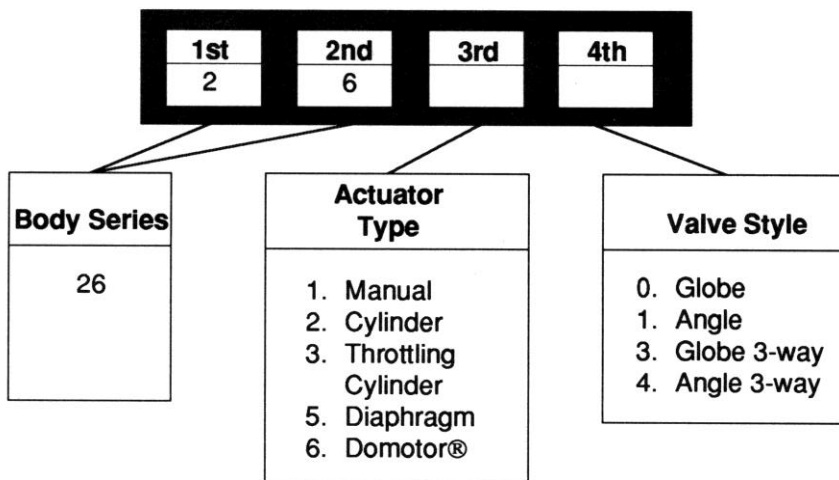 1st 2nd 3rd 4th
2 6
Body Series
26
Actuator
Type
1. Manual
2. Cylinder
3. Throttling
Cylinder
5. Diaphragm
6. Domotor®
Valve Style
0. Globe
1. Angle
3. Globe 3-way
4. Angle 3-way